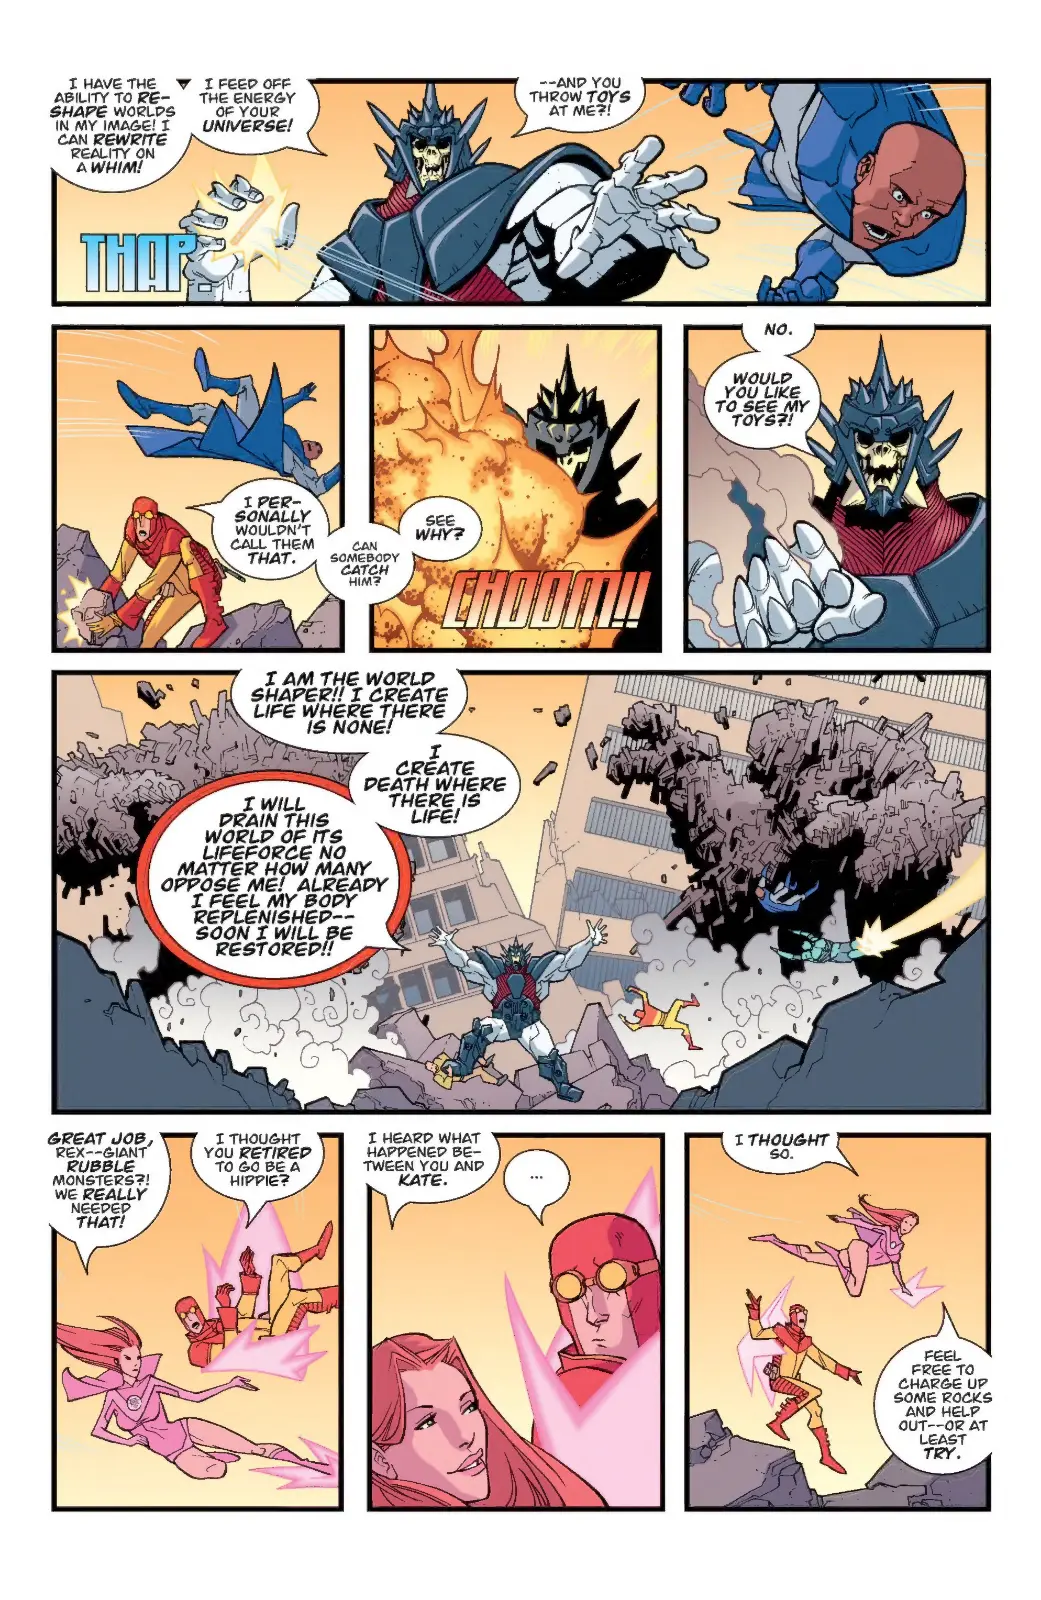 I HAVE THE
ABILITY TO RE-
SHAPE WORLDS
IN MY IMAGE! I
CAN REWRITE
REALITY ON
A WHIM!
I FEED OFF
THE ENERGY
OF YOUR
UNIVERSE!
--AND YOU
THROW TOYS
AT ME?!
THAP.
I PER-
SONALLY
WOULDN'T
CALL THEM
THAT.
CAN
SOMEBODY
CATCH
HIM?
SEE
WHY?
CHOOM!!
NO.
WOULD
YOU LIKE
TO SEE MY
TOYS?!
I AM THE WORLD
SHAPER!! I CREATE
LIFE WHERE THERE
IS NONE!
I
CREATE
DEATH WHERE
THERE IS
LIFE!
I WILL
DRAIN THIS
WORLD OF ITS
LIFEFORCE NO
MATTER HOW MANY
OPPOSE ME! ALREADY
I FEEL MY BODY
REPLENISHED--
SOON I WILL BE
RESTORED!!
GREAT JOB,
REX--GIANT
RUBBLE
MONSTERS?!
WE REALLY
NEEDED
THAT!
I THOUGHT
YOU RETIRED
TO GO BE A
HIPPIE?
I HEARD WHAT
HAPPENED BE-
TWEEN YOU AND
KATE.
...
I THOUGHT
SO.
FEEL
FREE TO
CHARGE UP
SOME ROCKS
AND HELP
OUT--OR AT
LEAST
TRY.